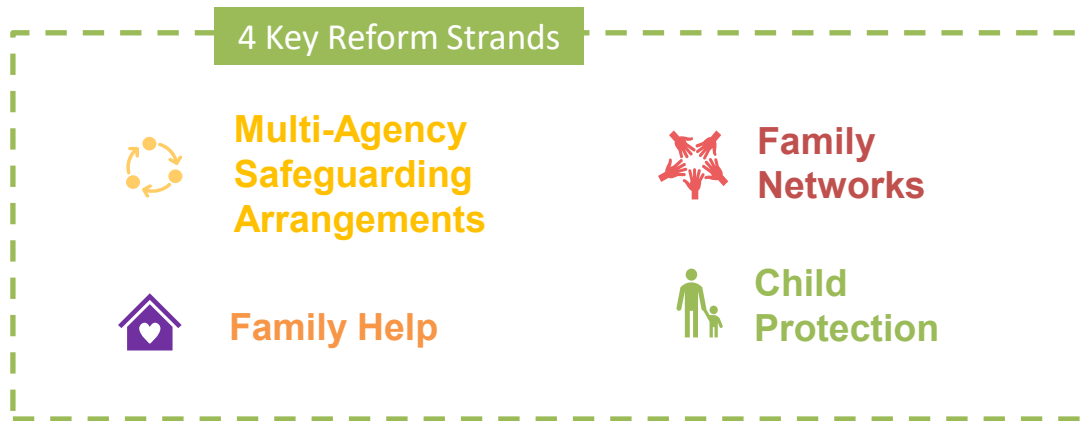 4 Key Reform Strands
Multi-Agency
Safeguarding
Arrangements
Family
Networks
Family Help
Child
Protection